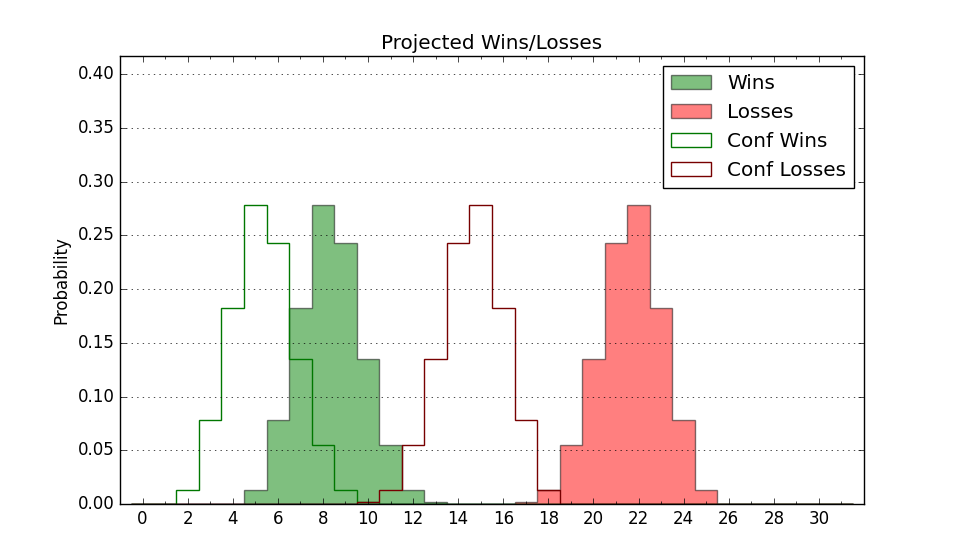 Projected Wins/Losses
Wins
Losses
Conf Wins
Conf Losses
Probability
0.40
0.35
0.30
0.25
0.20
0.15
0.10
0.05
0.00
0 2 4 6 8 10 12 14 16 18 20 22 24 26 28 30